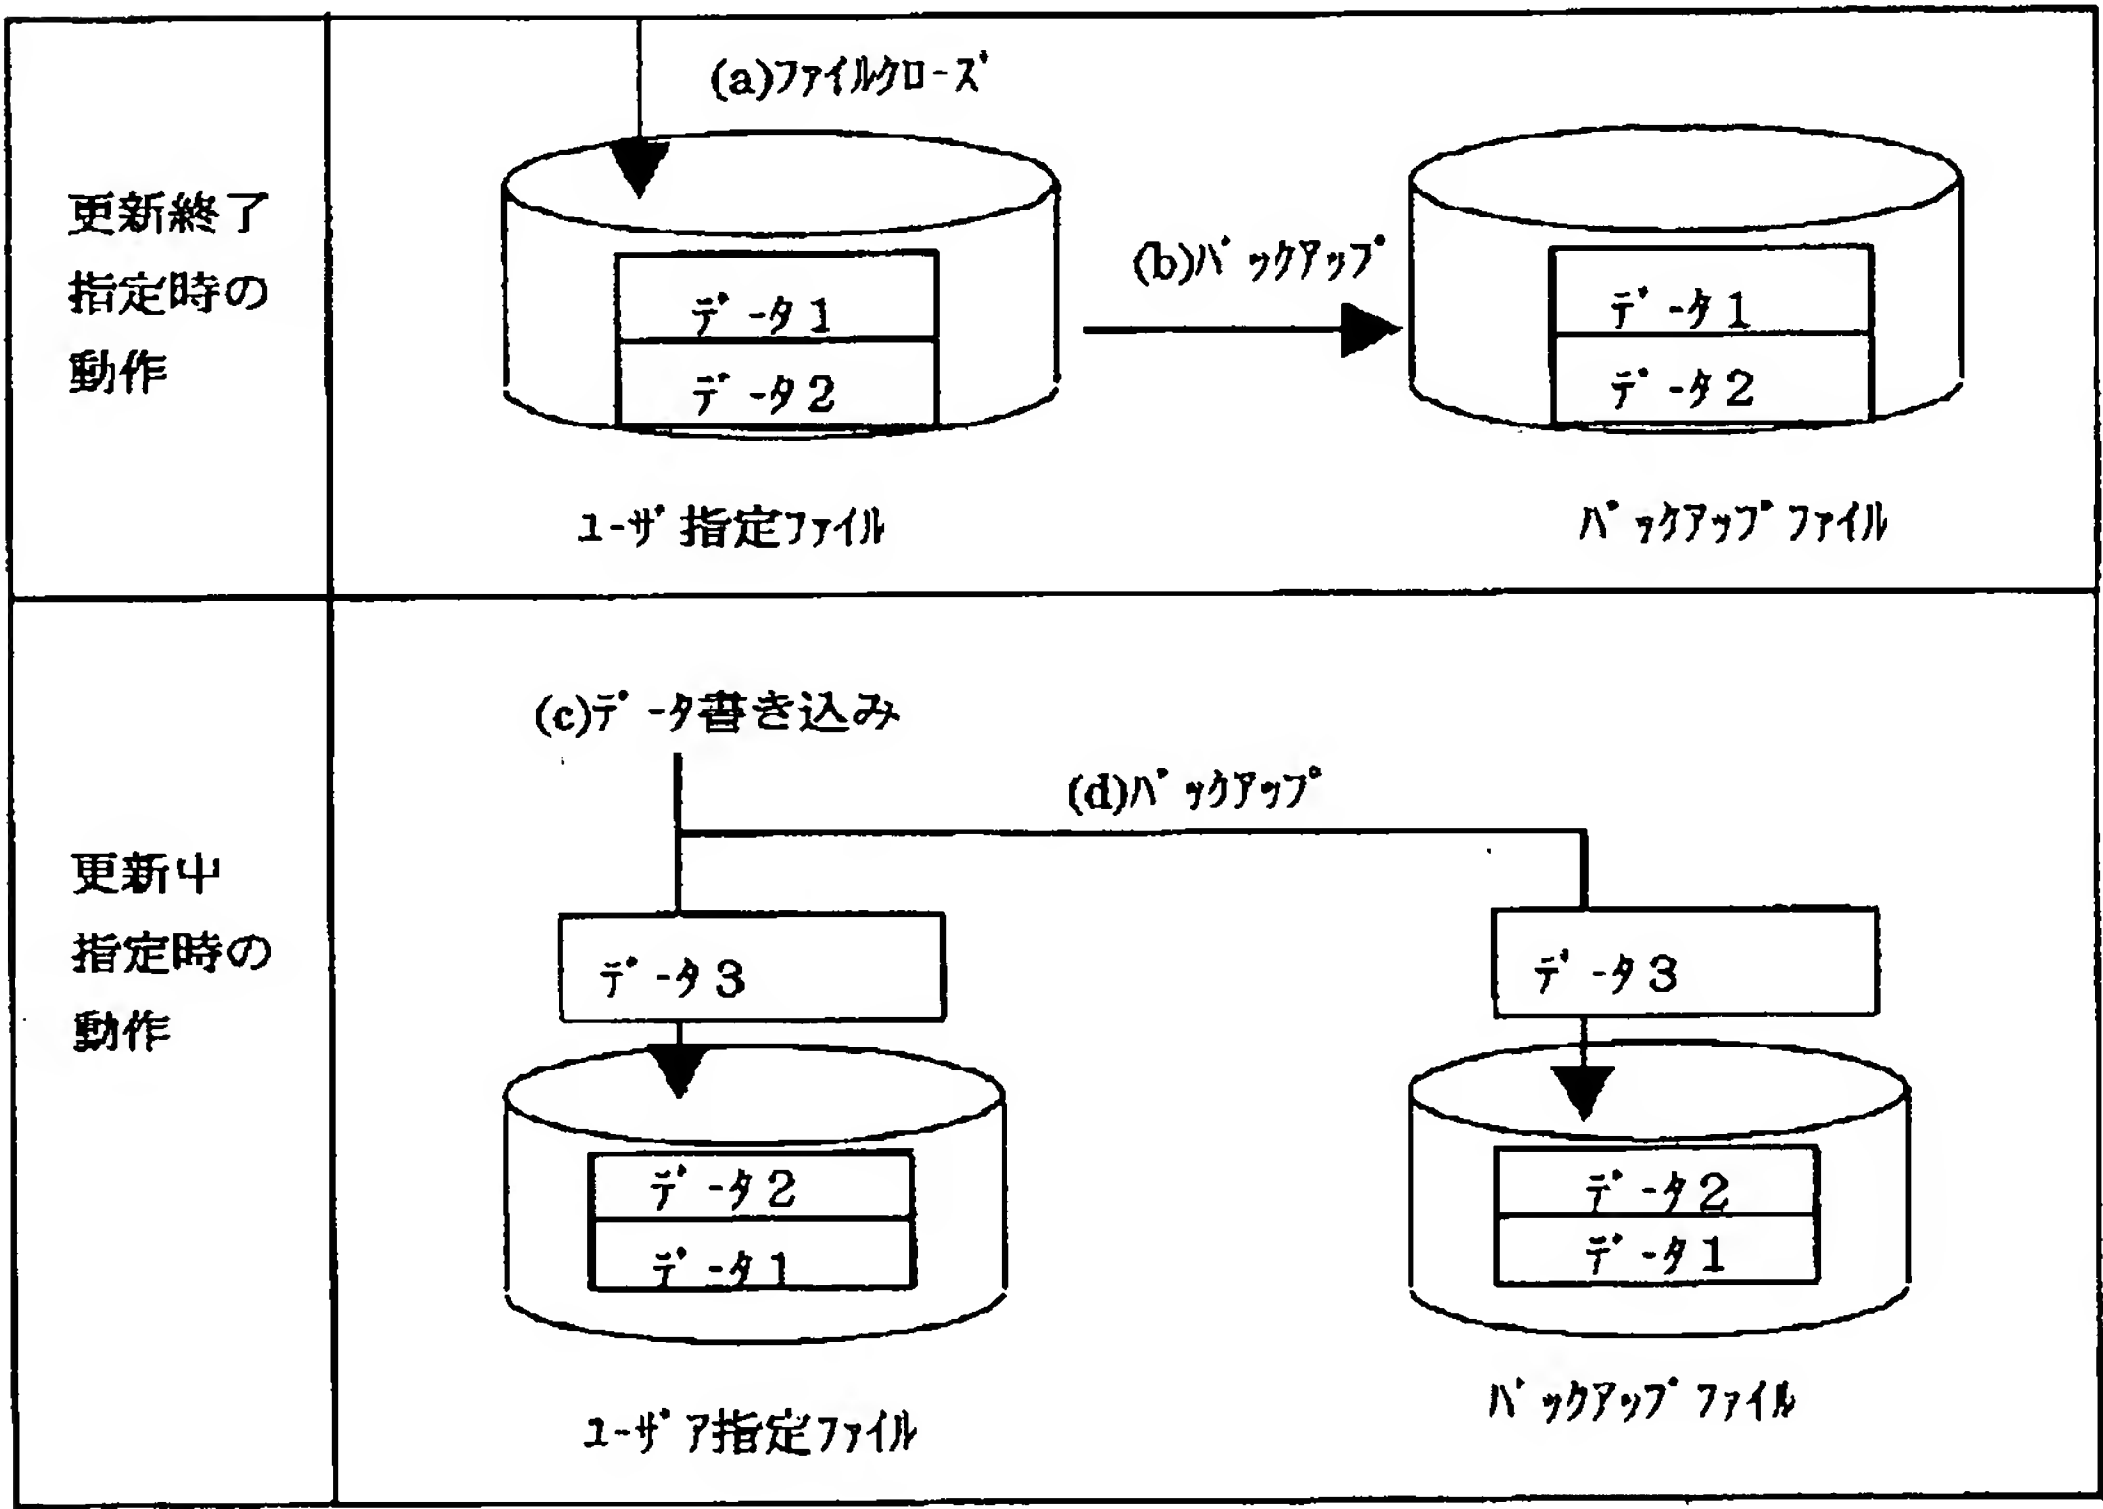 (a)ﾌｧｲﾙｸﾛｰｽﾞ
更新終了
指定時の
動作
ﾃﾞｰﾀ1
ﾃﾞｰﾀ2
(b)ﾊﾞｯｸｱｯﾌﾟ
ﾃﾞｰﾀ1
ﾃﾞｰﾀ2
ﾕｰｻﾞ指定ﾌｧｲﾙ
ﾊﾞｯｸｱｯﾌﾟﾌｧｲﾙ
更新中
指定時の
動作
(c)ﾃﾞｰﾀ書き込み
(d)ﾊﾞｯｸｱｯﾌﾟ
ﾃﾞｰﾀ3
ﾃﾞｰﾀ3
ﾃﾞｰﾀ2
ﾃﾞｰﾀ1
ﾃﾞｰﾀ2
ﾃﾞｰﾀ1
ﾕｰｻﾞｱ指定ﾌｧｲﾙ
ﾊﾞｯｸｱｯﾌﾟﾌｧｲﾙ